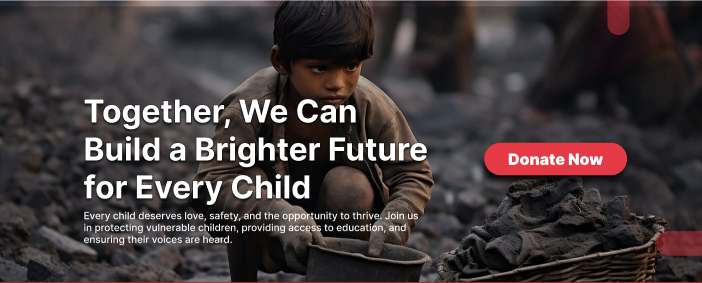 Together, We Can
Build a Brighter Future
for Every Child
Every child deserves love, safety, and the opportunity to thrive. Join us
in protecting vulnerable children, providing access to education, and
ensuring their voices are heard.
Donate Now